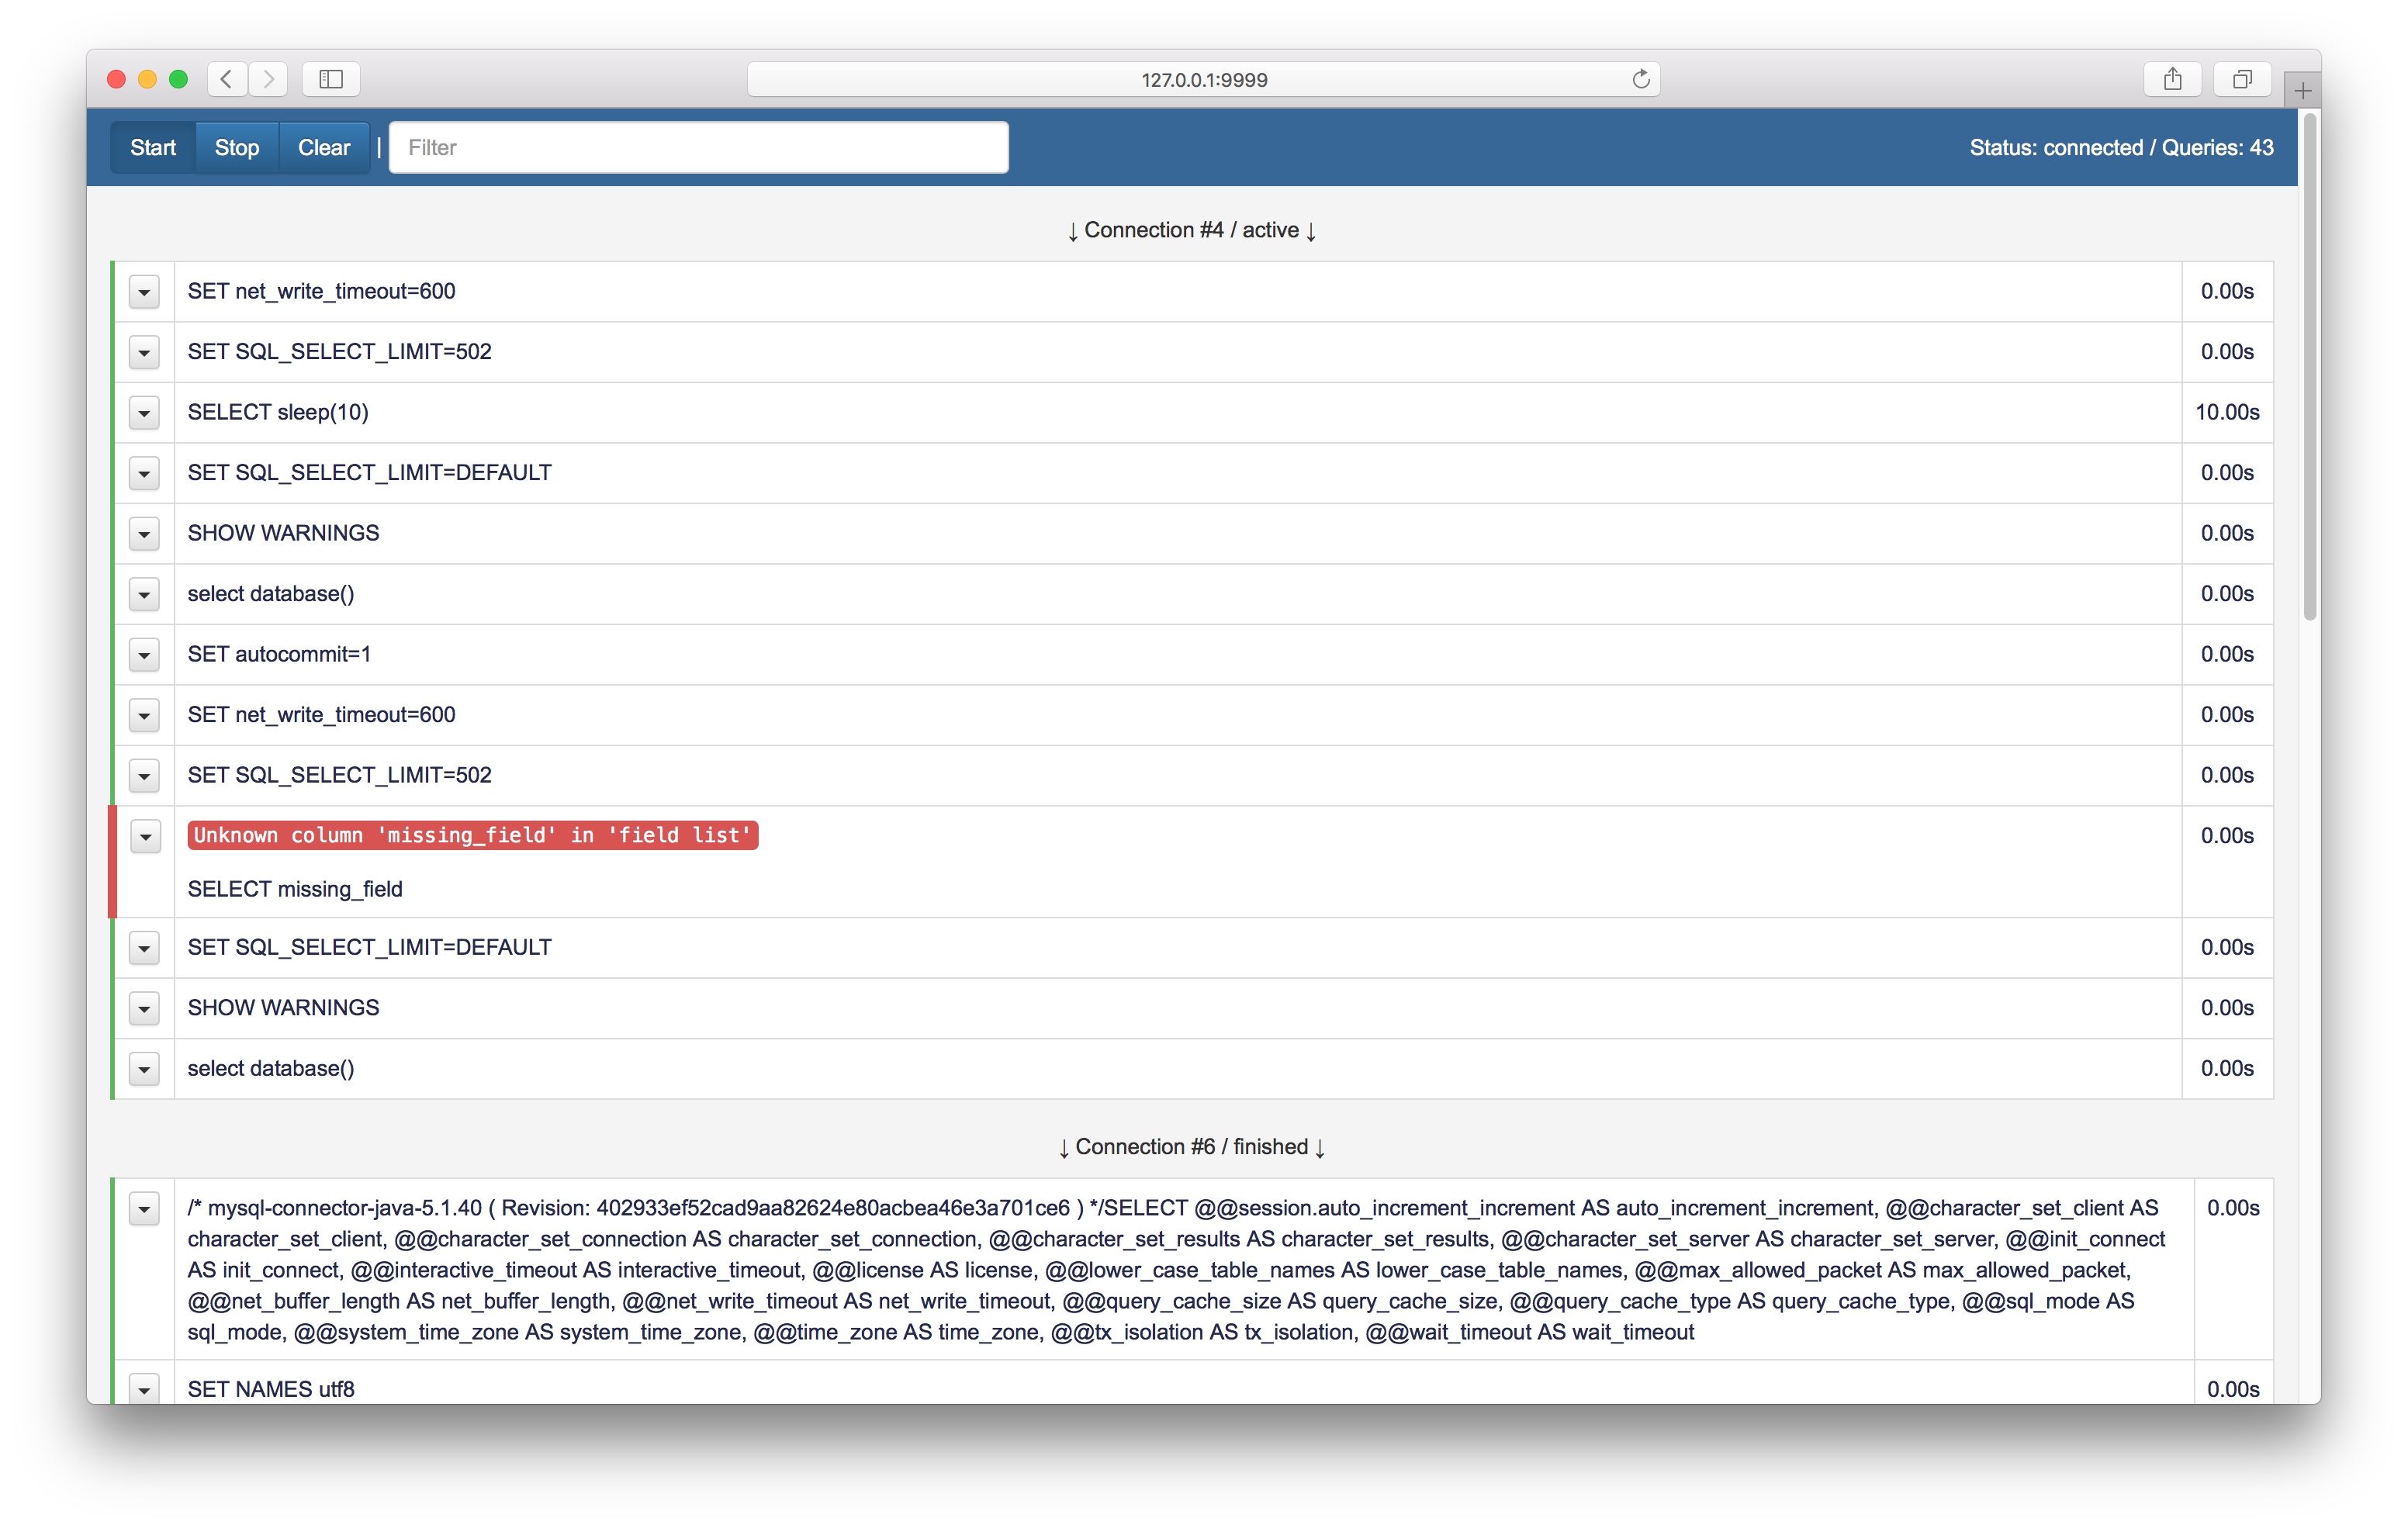 127.0.0.1:9999
Start Stop Clear | Filter Status: connected / Queries: 43
↓ Connection #4 / active ↓
SET net_write_timeout=600 0.00s
SET SQL_SELECT_LIMIT=502 0.00s
SELECT sleep(10) 10.00s
SET SQL_SELECT_LIMIT=DEFAULT 0.00s
SHOW WARNINGS 0.00s
select database() 0.00s
SET autocommit=1 0.00s
SET net_write_timeout=600 0.00s
SET SQL_SELECT_LIMIT=502 0.00s
Unknown column 'missing_field' in 'field list' 0.00s
SELECT missing_field
SET SQL_SELECT_LIMIT=DEFAULT 0.00s
SHOW WARNINGS 0.00s
select database() 0.00s
↓ Connection #6 / finished ↓
/* mysql-connector-java-5.1.40 ( Revision: 402933ef52cad9aa82624e80acbea46e3a701ce6 ) */SELECT @@session.auto_increment_increment AS auto_increment_increment, @@character_set_client AS 0.00s
character_set_client, @@character_set_connection AS character_set_connection, @@character_set_results AS character_set_results, @@character_set_server AS character_set_server, @@init_connect
AS init_connect, @@interactive_timeout AS interactive_timeout, @@license AS license, @@lower_case_table_names AS lower_case_table_names, @@max_allowed_packet AS max_allowed_packet,
@@net_buffer_length AS net_buffer_length, @@net_write_timeout AS net_write_timeout, @@query_cache_size AS query_cache_size, @@query_cache_type AS query_cache_type, @@sql_mode AS
sql_mode, @@system_time_zone AS system_time_zone, @@time_zone AS time_zone, @@tx_isolation AS tx_isolation, @@wait_timeout AS wait_timeout
SET NAMES utf8 0.00s